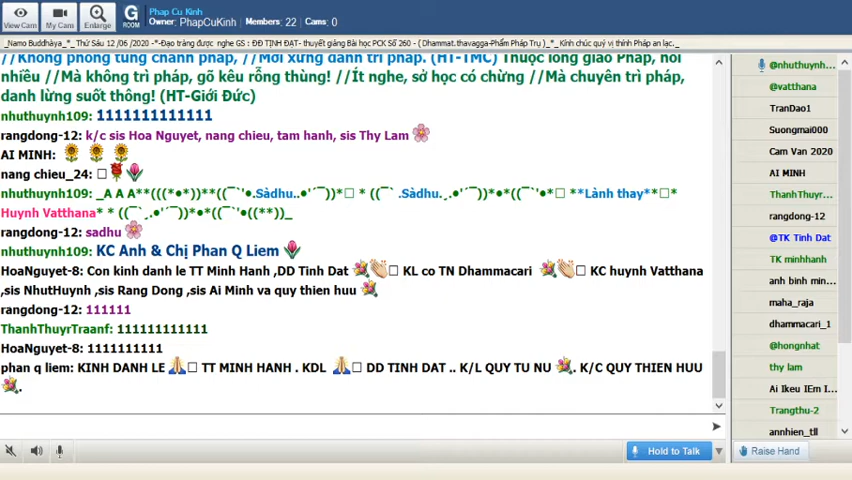 Phap Cu Kinh
Owner: PhapCuKinh Members: 22 Cams: 0
View Cam
My Cams
Enlarge
G ROOM
_Namo Buddhàya_*_ Thứ Sáu 12 /06 /2020 -*-Đạo tràng được nghe GS : ĐĐ TỊNH ĐẠT- thuyết giảng Bài học PCK Số 260 - ( Dhammat.thavagga-Phẩm Pháp Trụ )_*_Kính chúc quý vị thính Pháp an lạc._
//Không phóng túng chánh pháp, //Mới xứng danh trì pháp. (HT-TMC) Thuộc lòng giáo Pháp, nói
nhiều //Mà không trì pháp, gõ kêu rỗng thùng! //Ít nghe, sở học có chừng //Mà chuyên trì pháp,
danh lừng suốt thông! (HT-Giới Đức)
nhuthuynh109: 1111111111111
rangdong-12: k/c sis Hoa Nguyet, nang chieu, tam hanh, sis Thy Lam
AI MINH:
nang chieu_24:
nhuthuynh109: _A A A**(((*•*))**((¯`'•.Sàdhu..•'´¯))*□ * ((¯` .Sàdhu.¸.•'´¯))*•*((¯`'•*□ **Lành thay**□*
Huynh Vatthana* * ((¯`¸.•'´¯))*•*((¯`'•((**))_
rangdong-12: sadhu
nhuthuynh109: KC Anh & Chị Phan Q Liem
HoaNguyet-8: Con kinh danh le TT Minh Hanh ,DD Tinh Dat KL co TN Dhammacari KC huynh Vatthana
,sis NhutHuynh ,sis Rang Dong ,sis Ai Minh va quy thien huu
rangdong-12: 111111
ThanhThuyrTraanf: 111111111111
HoaNguyet-8: 1111111111
phan q liem: KINH DANH LE TT MINH HANH . KDL DD TINH DAT .. K/L QUY TU NU . K/C QUY THIEN HUU
.
Hold to Talk
@nhuthuynh...
@vatthana
TranDao1
Suongmai000
Cam Van 2020
AI MINH
ThanhThuyr...
rangdong-12
@TK Tinh Dat
TK minhhanh
anh binh min...
maha_raja
dhammacari_1
@hongnhat
thy lam
Ai Ikeu IEm I...
Trangthu-2
annhien_tll
Raise Hand